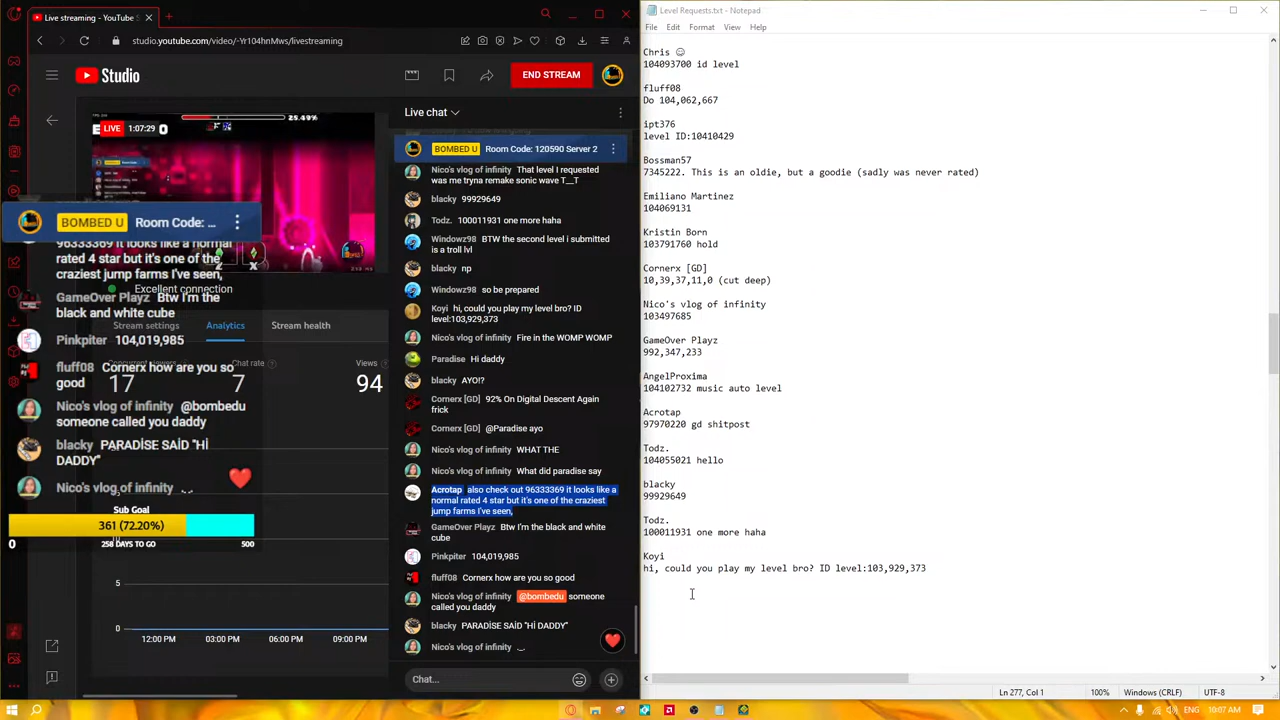 Live streaming - YouTube S
studio.youtube.com/video/-Yr104hnMws/livestreaming
Studio
END STREAM
LIVE
1:07:29
0
25.49%
Live chat
BOMBED U Room Code: 120590 Server 2
Nico's vlog of infinity That level I requested
was me tryna remake sonic wave T__T
blacky 99929649
Todz. 100011931 one more haha
Windowz98 BTW the second level i submitted
is a troll lvl
blacky np
Windowz98 so be prepared
Koyi hi, could you play my level bro? ID
level:103,929,373
Nico's vlog of infinity Fire in the WOMP WOMP
Paradise Hi daddy
blacky AYO!?
Cornerx [GD] 92% On Digital Descent Again
frick
Cornerx [GD] @Paradise ayo
Nico's vlog of infinity WHAT THE
Nico's vlog of infinity What did paradise say
Acrotap also check out 96333369 it looks like a
normal rated 4 star but it's one of the craziest
jump farms I've seen,
GameOver Playz Btw I'm the black and white
cube
Pinkpiter 104,019,985
fluff08 Cornerx how are you so good
Nico's vlog of infinity @bombedu someone
called you daddy
blacky PARADİSE SAİD "Hİ DADDY"
Nico's vlog of infinity ._.
Chat...
BOMBED U Room Code: ...
96333369 it looks like a normal
rated 4 star but it's one of the
craziest jump farms I've seen,
GameOver Playz Btw I'm the
black and white cube
Pinkpiter 104,019,985
fluff08 Cornerx how are you so
good
Nico's vlog of infinity @bombedu
someone called you daddy
blacky PARADİSE SAİD "Hİ
DADDY"
Nico's vlog of infinity ._.
Sub Goal
361 (72.20%)
0
258 DAYS TO GO
500
Excellent connection
Stream settings
Analytics
Stream health
Concurrent viewers
17
Chat rate
7
Views
94
5
0
12:00 PM
03:00 PM
06:00 PM
09:00 PM
Level Requests.txt - Notepad
File Edit Format View Help
Chris ☺
104093700 id level
fluff08
Do 104,062,667
ipt376
level ID:10410429
Bossman57
7345222. This is an oldie, but a goodie (sadly was never rated)
Emiliano Martinez
104069131
Kristin Born
103791760 hold
Cornerx [GD]
10,39,37,11,0 (cut deep)
Nico's vlog of infinity
103497685
GameOver Playz
992,347,233
AngelProxima
104102732 music auto level
Acrotap
97970220 gd shitpost
Todz.
104055021 hello
blacky
99929649
Todz.
100011931 one more haha
Koyi
hi, could you play my level bro? ID level:103,929,373
Ln 277, Col 1
100%
Windows (CRLF)
UTF-8
ENG
10:07 AM